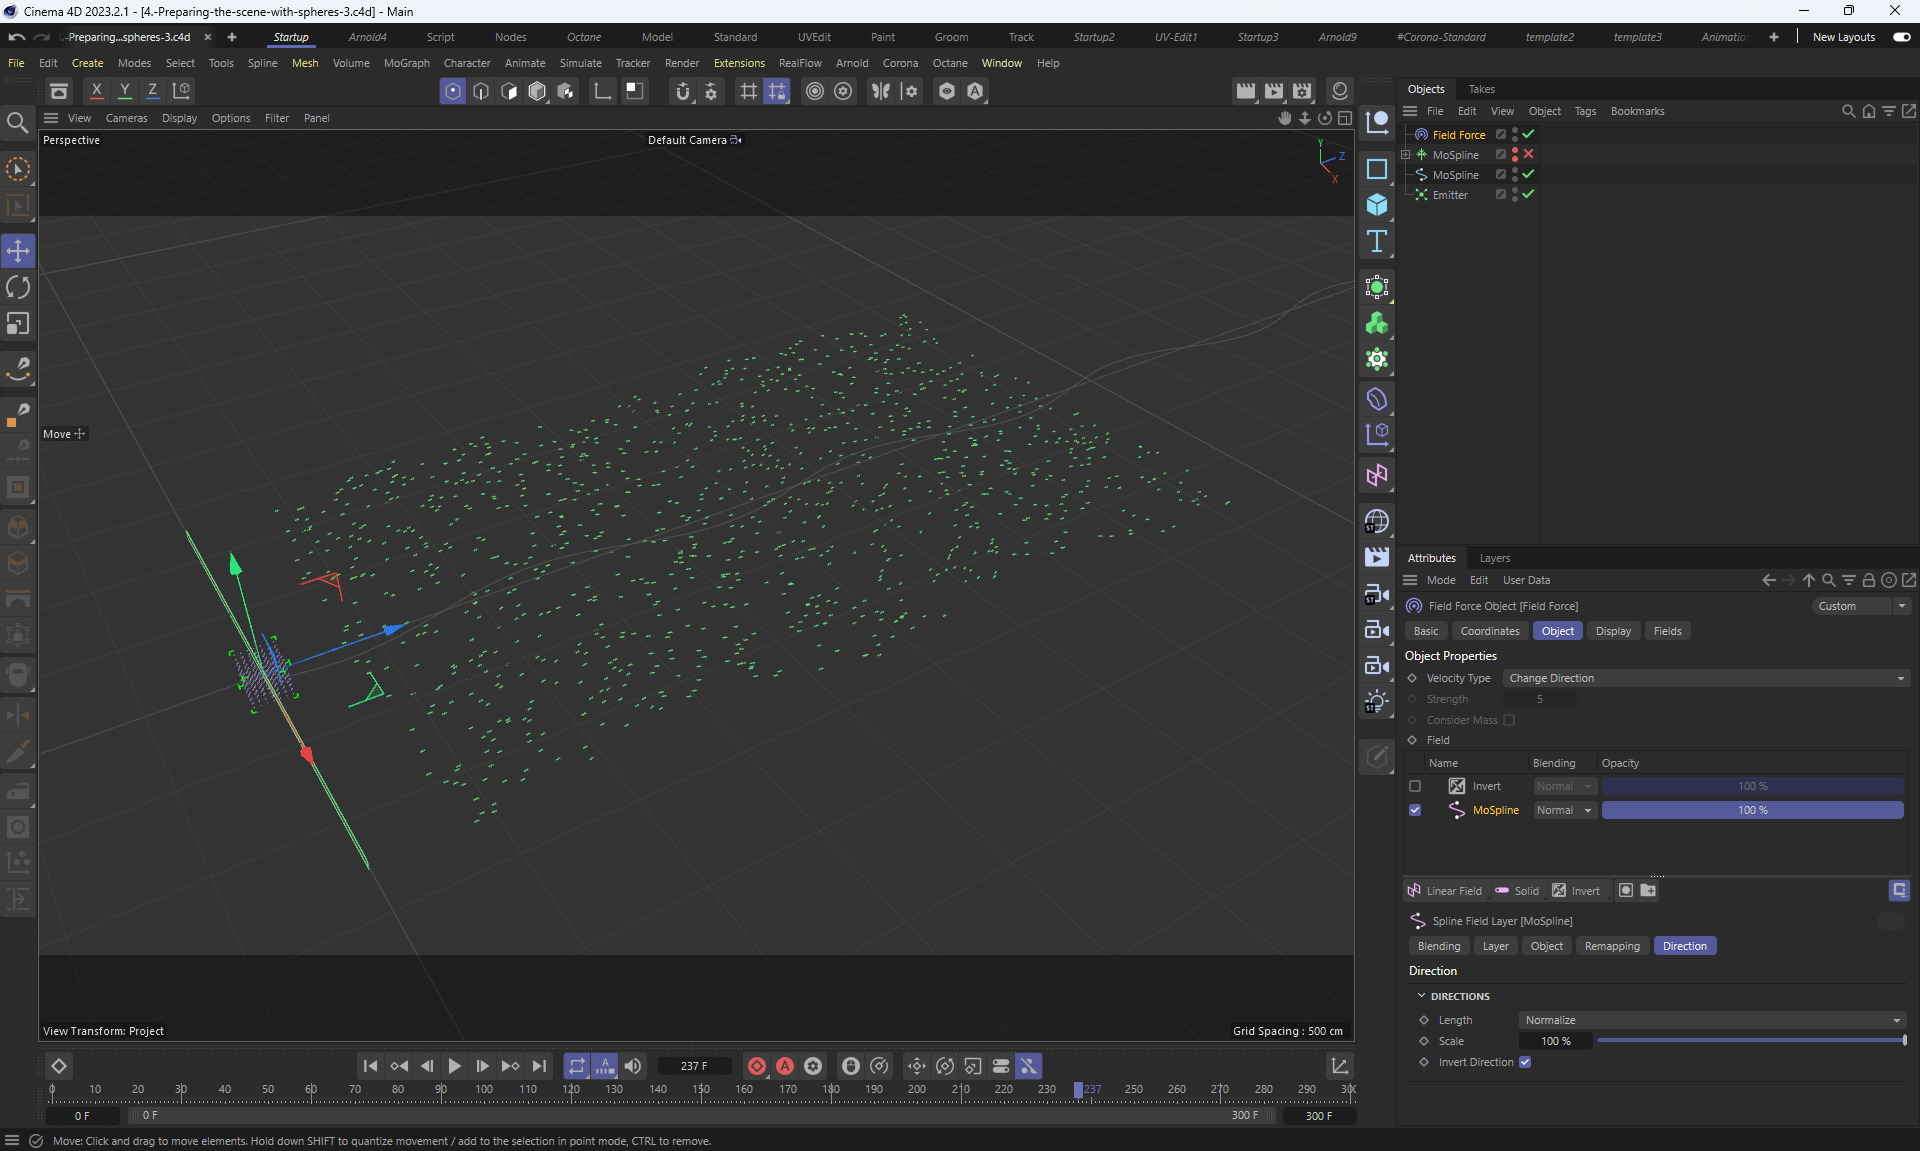 Cinema 4D 2023.2.1 - [4.-Preparing-the-scene-with-spheres-3.c4d] - Main
.-Preparing...spheres-3.c4d Startup Arnold4 Script Nodes Octane Model Standard UVEdit Paint Groom Track Startup2 UV-Edit1 Startup3 Arnold9 #Corona-Standard template2 template3 Animatio New Layouts
File Edit Create Modes Select Tools Spline Mesh Volume MoGraph Character Animate Simulate Tracker Render Extensions RealFlow Arnold Corona Octane Window Help
X Y Z
Objects Takes
View Cameras Display Options Filter Panel
File Edit View Object Tags Bookmarks
Perspective
Default Camera
Y
Z
X
Field Force
MoSpline
MoSpline
Emitter
Move
ST
ST
ST
Attributes Layers
Mode Edit User Data
Field Force Object [Field Force]
Custom
Basic Coordinates Object Display Fields
Object Properties
Velocity Type Change Direction
Strength 5
Consider Mass
Field
Name Blending Opacity
Invert Normal 100 %
MoSpline Normal 100 %
Linear Field Solid Invert
Spline Field Layer [MoSpline]
Blending Layer Object Remapping Direction
Direction
DIRECTIONS
Length Normalize
Scale 100 %
Invert Direction
View Transform: Project
Grid Spacing : 500 cm
237 F
0 10 20 30 40 50 60 70 80 90 100 110 120 130 140 150 160 170 180 190 200 210 220 230 237 250 260 270 280 290 30
0 F 0 F 300 F 300 F
Move: Click and drag to move elements. Hold down SHIFT to quantize movement / add to the selection in point mode, CTRL to remove.